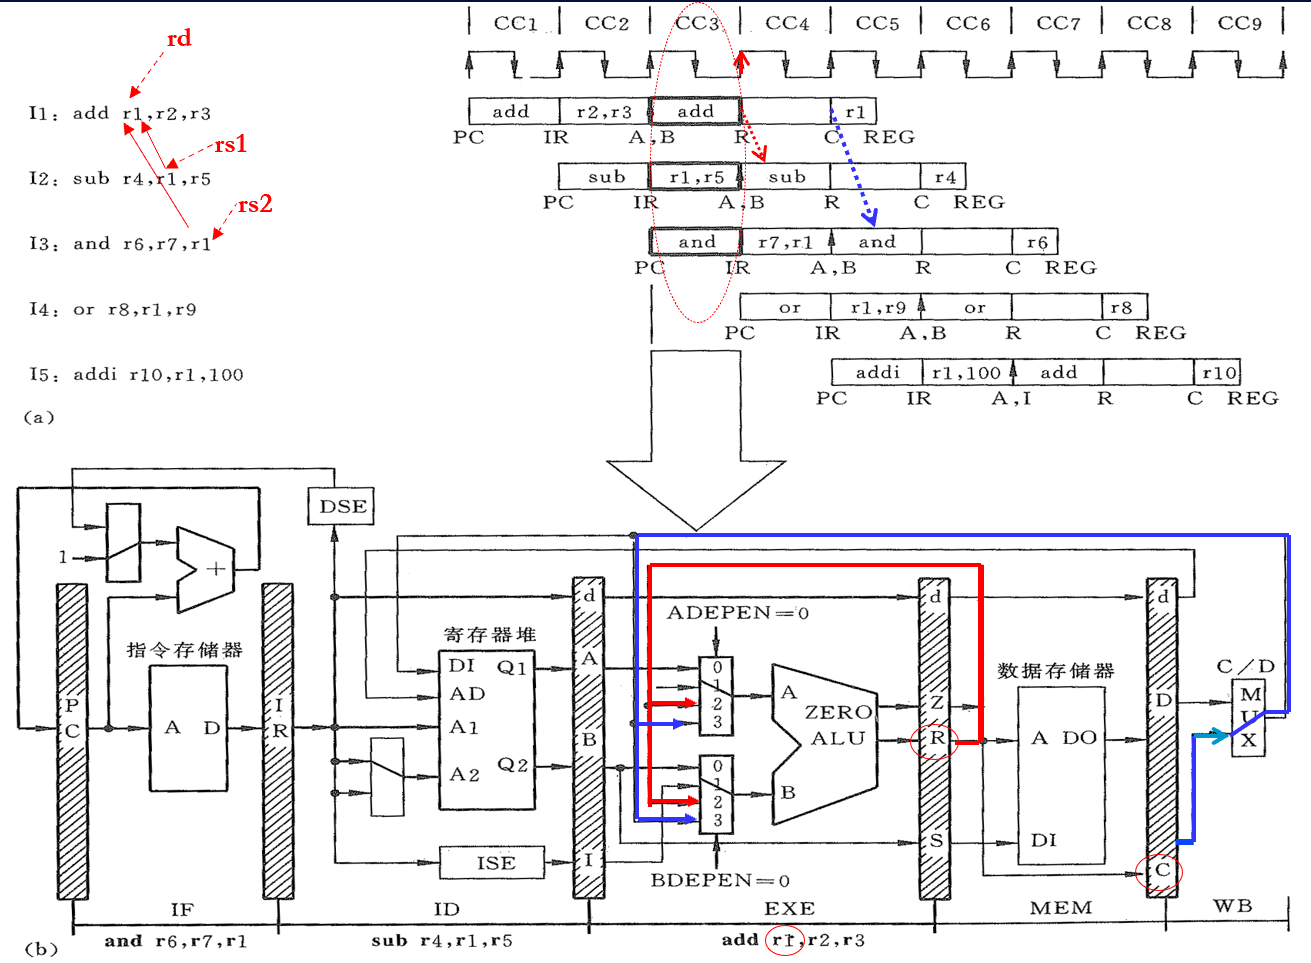 CC1 CC2 CC3 CC4 CC5 CC6 CC7 CC8 CC9
rd
I1: add r1,r2,r3
add r2,r3 add r1
PC IR A,B R C REG
rs1
I2: sub r4,r1,r5
sub r1,r5 sub r4
PC IR A,B R C REG
rs2
I3: and r6,r7,r1
and r7,r1 and r6
PC IR A,B R C REG
I4: or r8,r1,r9
or r1,r9 or r8
PC IR A,B R C REG
I5: addi r10,r1,100
addi r1,100 add r10
PC IR A,I R C REG
(a)
DSE
1
+
d d d
ADEPEN=0
指令存储器
寄存器堆
数据存储器
C/D
DI Q1
AD
A1
A2 Q2
A
B
I
0
1
2
3
A
ZERO
ALU
B
0
1
2
3
Z
R
S
A DO
DI
D
C
MUX
PC
A D
IR
ISE
BDEPEN=0
IF ID EXE MEM WB
(b)
and r6,r7,r1 sub r4,r1,r5 add r1,r2,r3